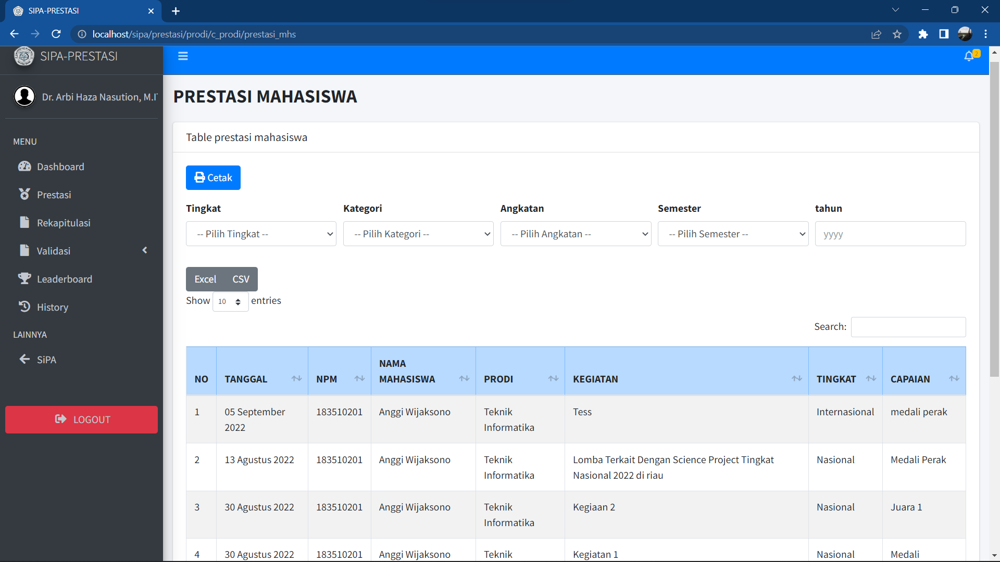 SIPA-PRESTASI
localhost/sipa/prestasi/prodi/c_prodi/prestasi_mhs
SIPA-PRESTASI
2
Dr. Arbi Haza Nasution, M.I
MENU
Dashboard
Prestasi
Rekapitulasi
Validasi
Leaderboard
History
LAINNYA
SiPA
LOGOUT
PRESTASI MAHASISWA
Table prestasi mahasiswa
Cetak
Tingkat Kategori Angkatan Semester tahun
-- Pilih Tingkat -- -- Pilih Kategori -- -- Pilih Angkatan -- -- Pilih Semester -- yyyy
Excel CSV
Show 10 entries
Search:
NO TANGGAL NPM NAMA MAHASISWA PRODI KEGIATAN TINGKAT CAPAIAN
1 05 September 2022 183510201 Anggi Wijaksono Teknik Informatika Tess Internasional medali perak
2 13 Agustus 2022 183510201 Anggi Wijaksono Teknik Informatika Lomba Terkait Dengan Science Project Tingkat Nasional 2022 di riau Nasional Medali Perak
3 30 Agustus 2022 183510201 Anggi Wijaksono Teknik Informatika Kegiaan 2 Nasional Juara 1
4 30 Agustus 2022 183510201 Anggi Wijaksono Teknik Kegiatan 1 Nasional Medali